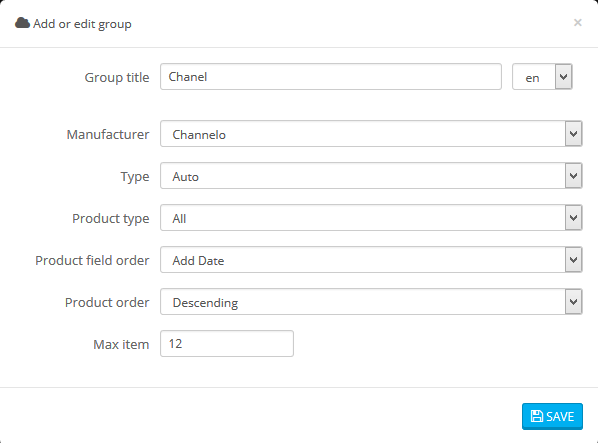 Add or edit group ×
Group title Chanel en
Manufacturer Channelo
Type Auto
Product type All
Product field order Add Date
Product order Descending
Max item 12
SAVE